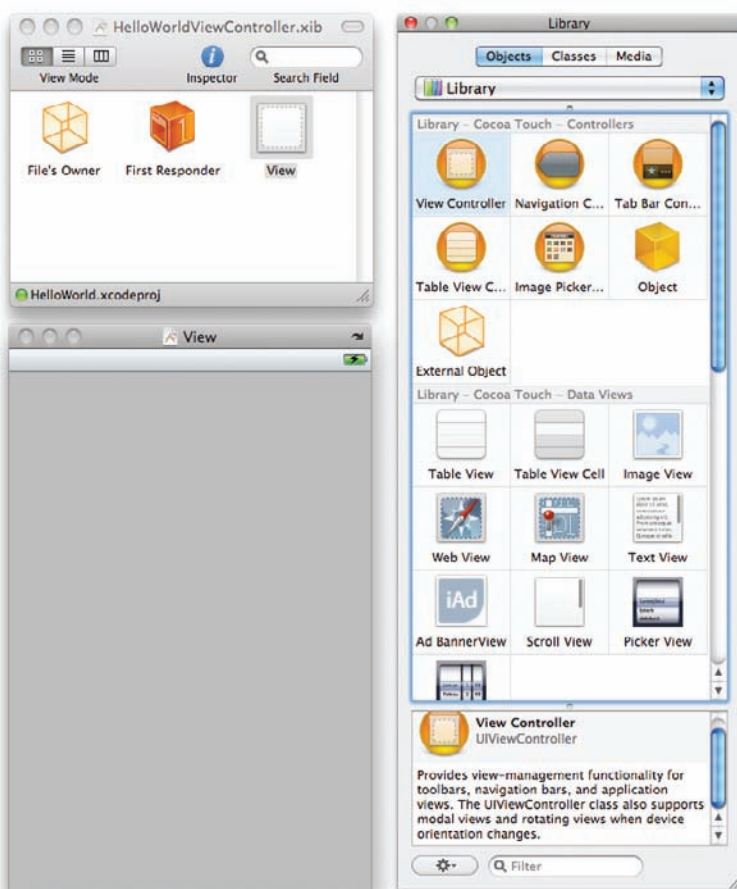 HelloWorldViewController.xib
View Mode
Inspector
Search Field
File's Owner
First Responder
View
HelloWorld.xcodeproj
View
Library
Objects
Classes
Media
Library
Library – Cocoa Touch – Controllers
View Controller
Navigation C...
Tab Bar Con...
Table View C...
Image Picker...
Object
External Object
Library – Cocoa Touch – Data Views
Table View
Table View Cell
Image View
Web View
Map View
Text View
iAd
Ad BannerView
Scroll View
Picker View
View Controller
UIViewController
Provides view-management functionality for
toolbars, navigation bars, and application
views. The UIViewController class also supports
modal views and rotating views when device
orientation changes.
Filter